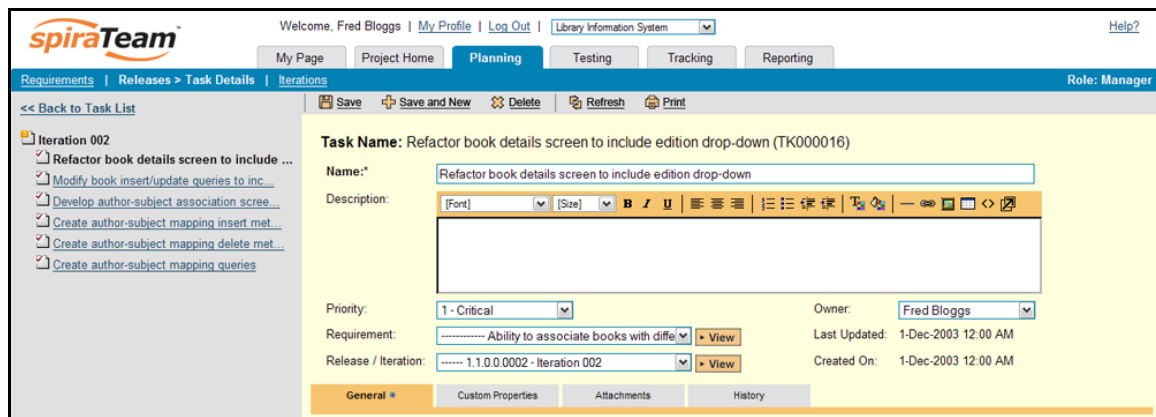 spiraTeam
Welcome, Fred Bloggs | My Profile | Log Out | Library Information System
Help?
My Page Project Home Planning Testing Tracking Reporting
Requirements | Releases > Task Details | Iterations
Role: Manager
<< Back to Task List
Iteration 002
Refactor book details screen to include ...
Modify book insert/update queries to inc...
Develop author-subject association scree...
Create author-subject mapping insert met...
Create author-subject mapping delete met...
Create author-subject mapping queries
Save Save and New Delete Refresh Print
Task Name: Refactor book details screen to include edition drop-down (TK000016)
Name:* Refactor book details screen to include edition drop-down
Description: [Font] [Size] B I U
Priority: 1 - Critical
Owner: Fred Bloggs
Requirement: ------------ Ability to associate books with diffe View
Last Updated: 1-Dec-2003 12:00 AM
Release / Iteration: ------ 1.1.0.0.0002 - Iteration 002 View
Created On: 1-Dec-2003 12:00 AM
General Custom Properties Attachments History